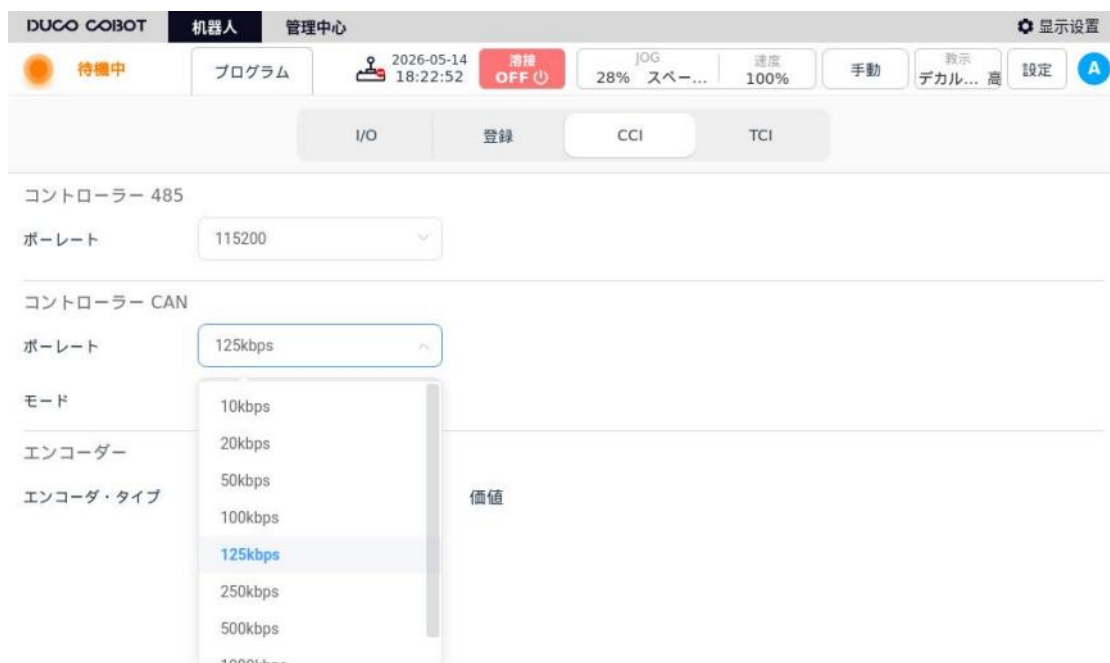 DUCO COBOT 机器人 管理中心 显示设置
待機中 プログラム 2026-05-14 18:22:52 溶接 OFF JOG 28% スペー... 速度 100% 手動 教示 デカル... 高 設定 A
I/O 登録 CCI TCI
コントローラー 485
ボーレート 115200
コントローラー CAN
ボーレート 125kbps
モード
10kbps
20kbps
エンコーダー
50kbps
エンコーダ・タイプ 価値
100kbps
125kbps
250kbps
500kbps
1000kbps